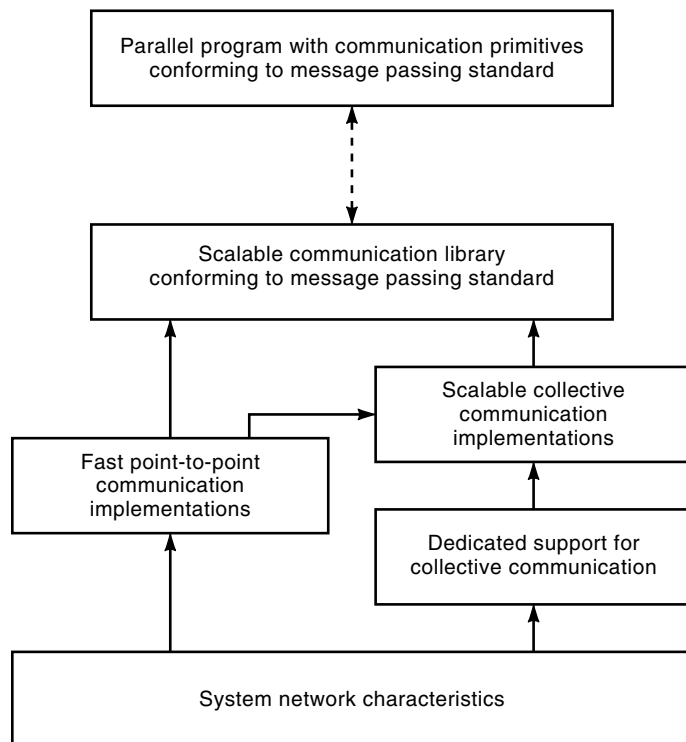 Parallel program with communication primitives
conforming to message passing standard
Scalable communication library
conforming to message passing standard
Scalable collective
communication
implementations
Fast point-to-point
communication
implementations
Dedicated support for
collective communication
System network characteristics